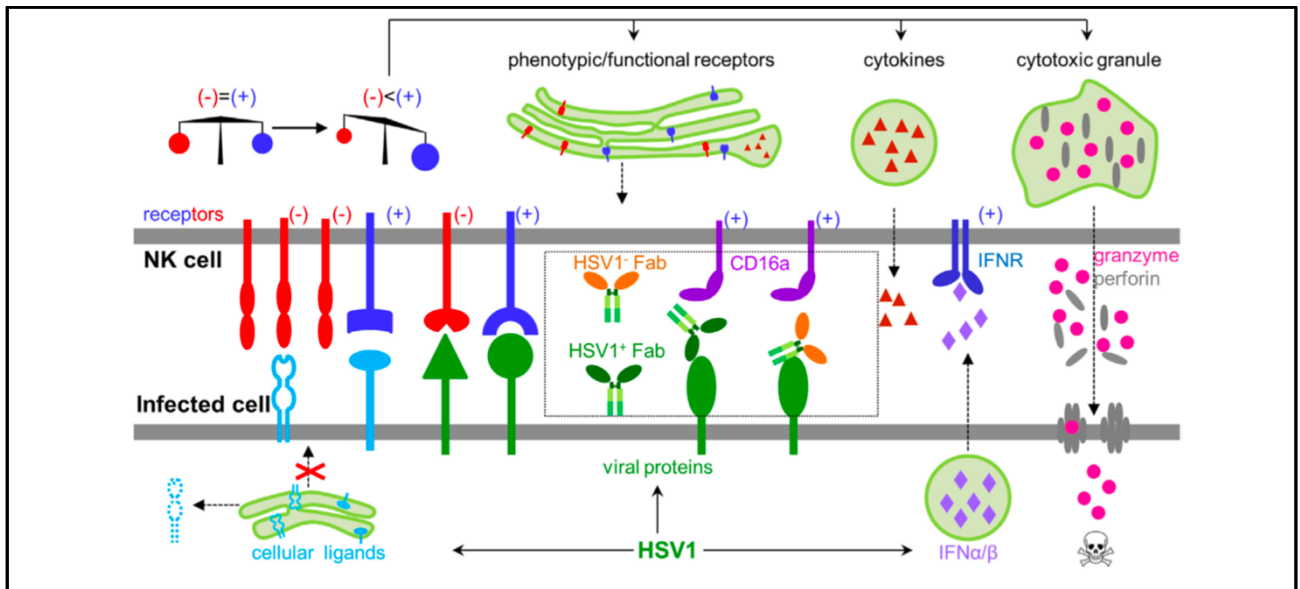 phenotypic/functional receptors
cytokines
cytotoxic granule
(-)=(+)
(-)<(+)
receptors
(-)
(-)
(+)
(-)
(+)
(+)
(+)
(+)
NK cell
HSV1⁻ Fab
CD16a
IFNR
granzyme
perforin
HSV1⁺ Fab
Infected cell
viral proteins
cellular ligands
HSV1
IFNα/β